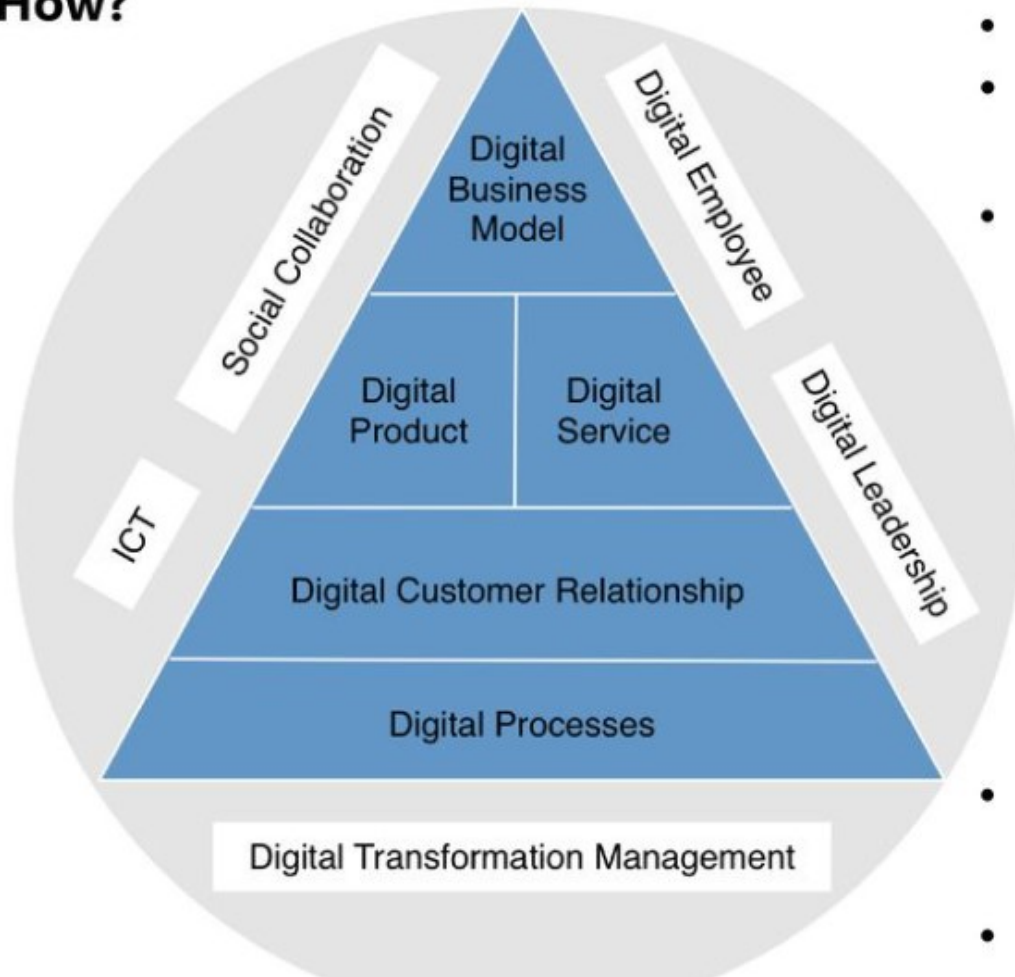 How?
Social Collaboration
Digital Employee
Digital
Business
Model
Digital
Product
Digital
Service
Digital Leadership
ICT
Digital Customer Relationship
Digital Processes
Digital Transformation Management